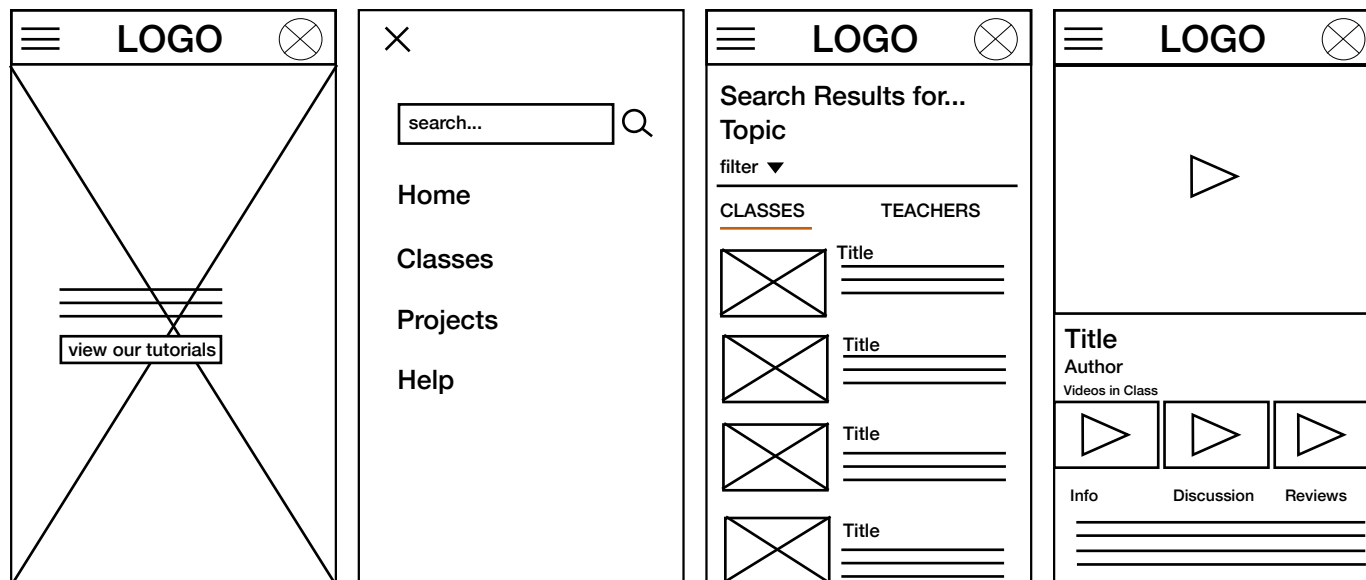 LOGO
view our tutorials
search...
Home
Classes
Projects
Help
LOGO
Search Results for...
Topic
filter
CLASSES TEACHERS
Title
Title
Title
Title
LOGO
Title
Author
Videos in Class
Info Discussion Reviews